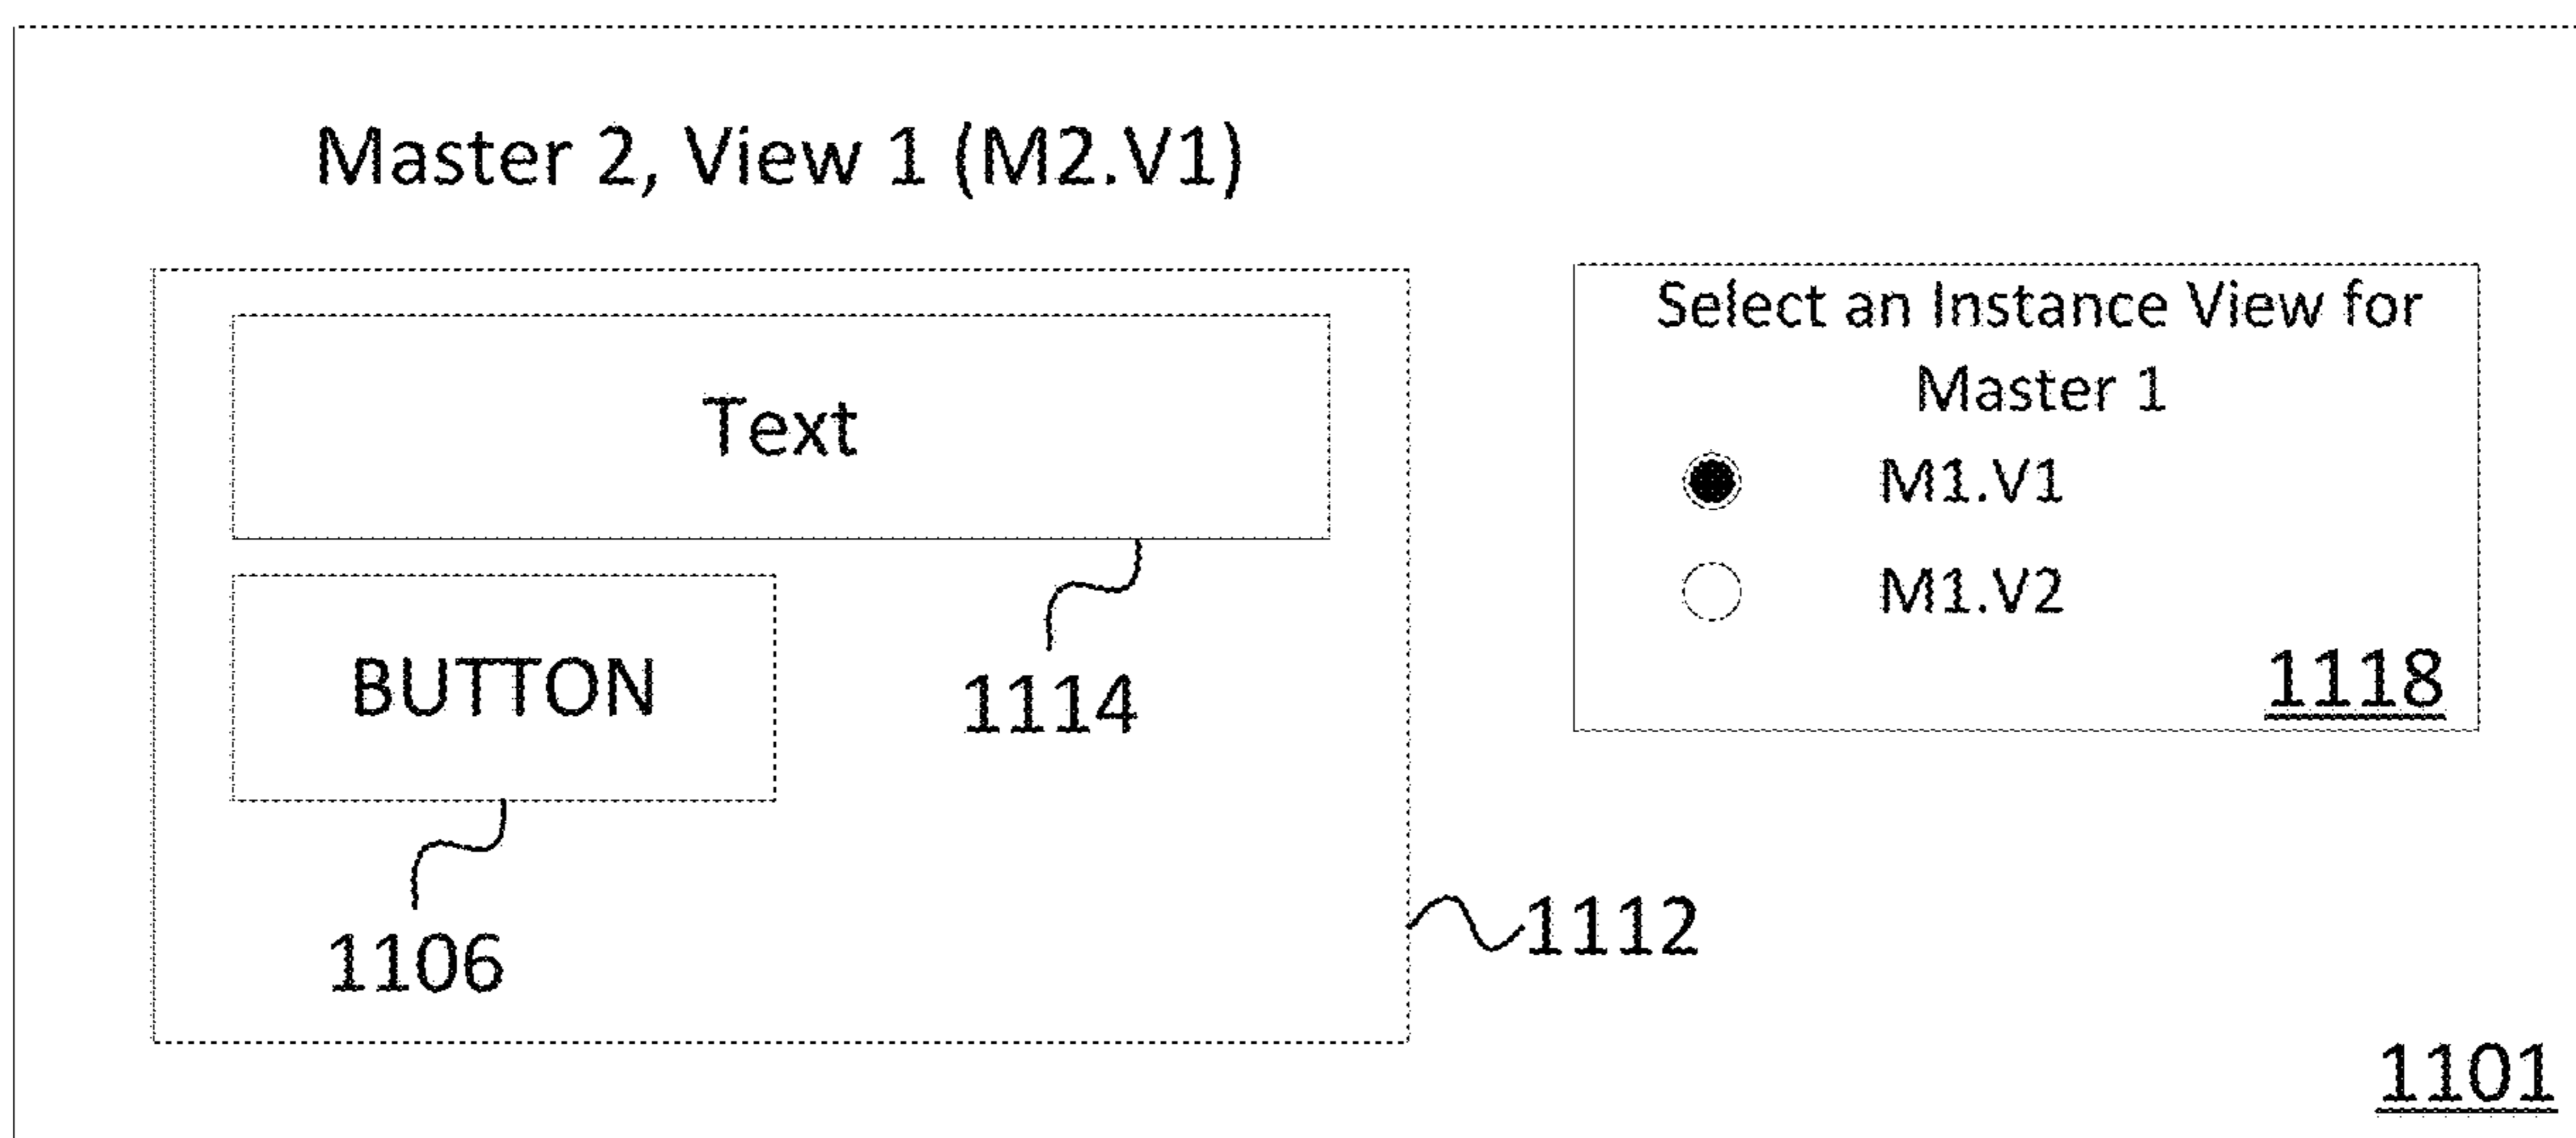 Master 2, View 1 (M2.V1)
Text
BUTTON
1114
1106
1112
Select an Instance View for
Master 1
M1.V1
M1.V2
1118
1101